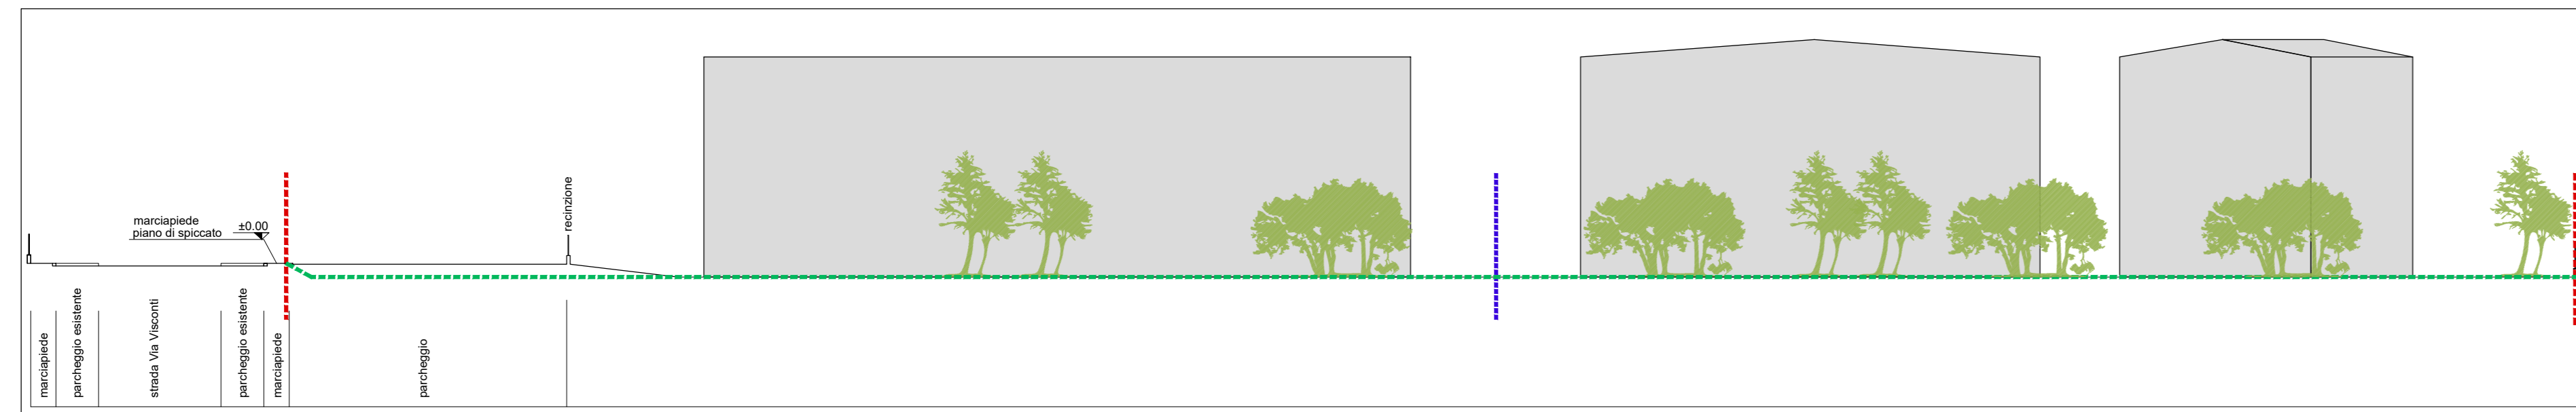 marciapiede
piano di spiccato
±0.00
recinzione
marciapiede
parcheggio esistente
strada Via Visconti
parcheggio esistente
marciapiede
parcheggio